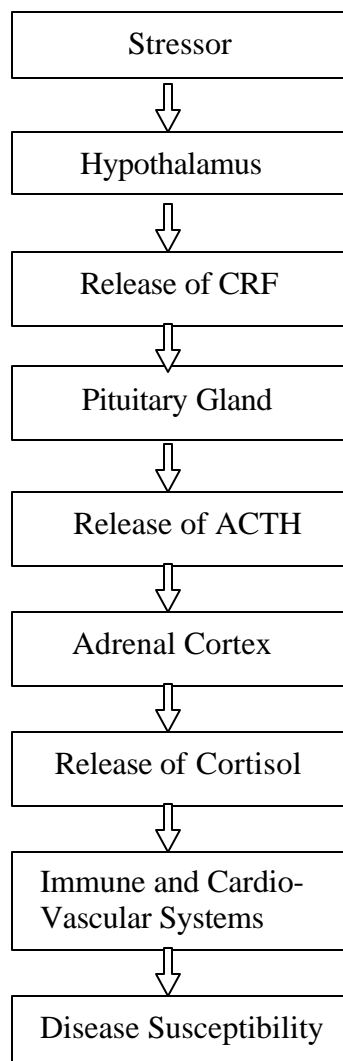 Stressor
Hypothalamus
Release of CRF
Pituitary Gland
Release of ACTH
Adrenal Cortex
Release of Cortisol
Immune and Cardio-
Vascular Systems
Disease Susceptibility